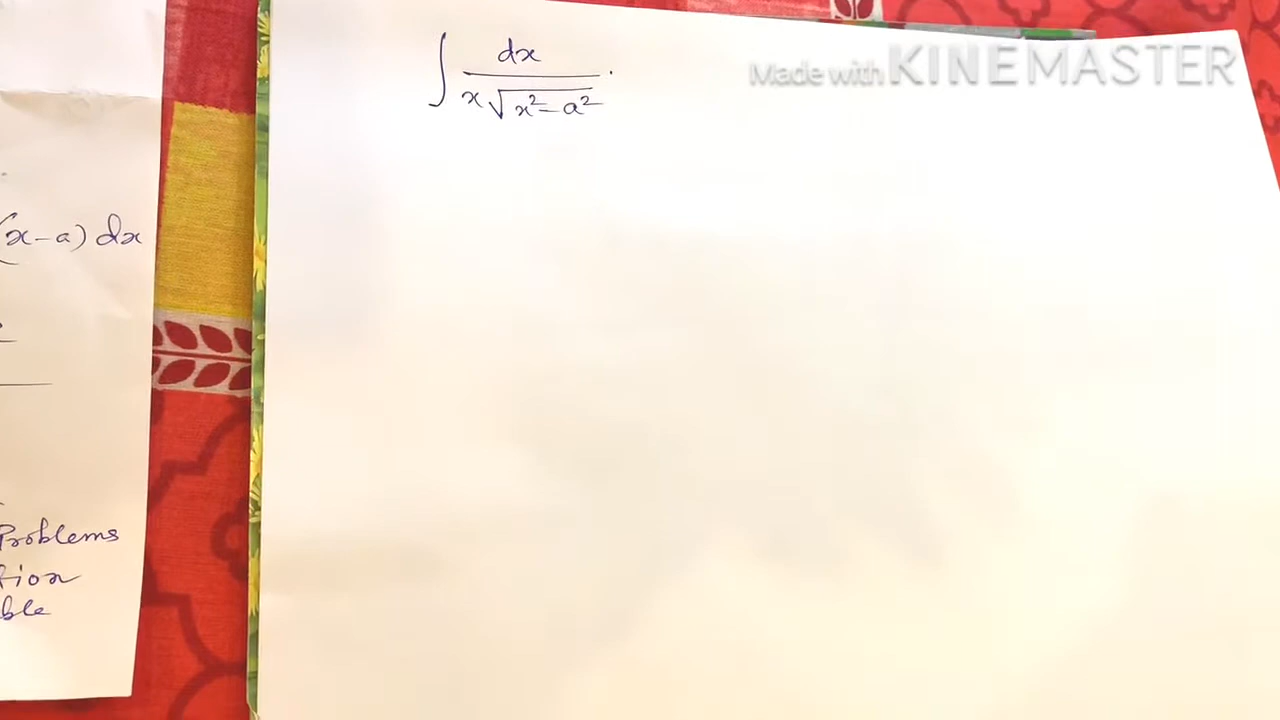 ∫ dx / x√x²-a² .
Made with KINEMASTER
(x-a) dx
Problems
tion
ble